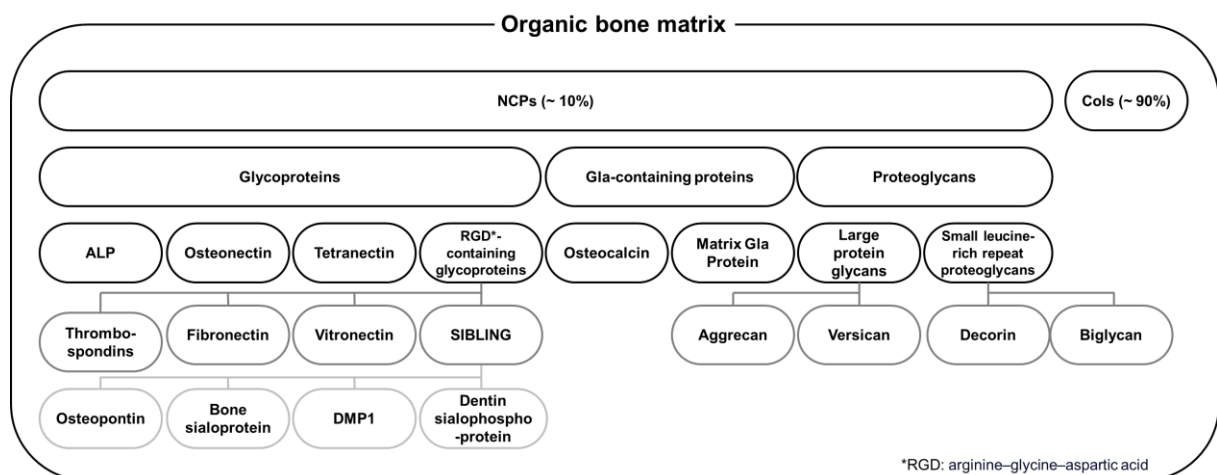 Organic bone matrix
NCPs (~ 10%)
Cols (~ 90%)
Glycoproteins
Gla-containing proteins
Proteoglycans
ALP
Osteonectin
Tetranectin
RGD*-
containing
glycoproteins
Osteocalcin
Matrix Gla
Protein
Large
protein
glycans
Small leucine-
rich repeat
proteoglycans
Thrombo-
spondins
Fibronectin
Vitronectin
SIBLING
Aggrecan
Versican
Decorin
Biglycan
Osteopontin
Bone
sialoprotein
DMP1
Dentin
sialophospho
-protein
*RGD: arginine–glycine–aspartic acid